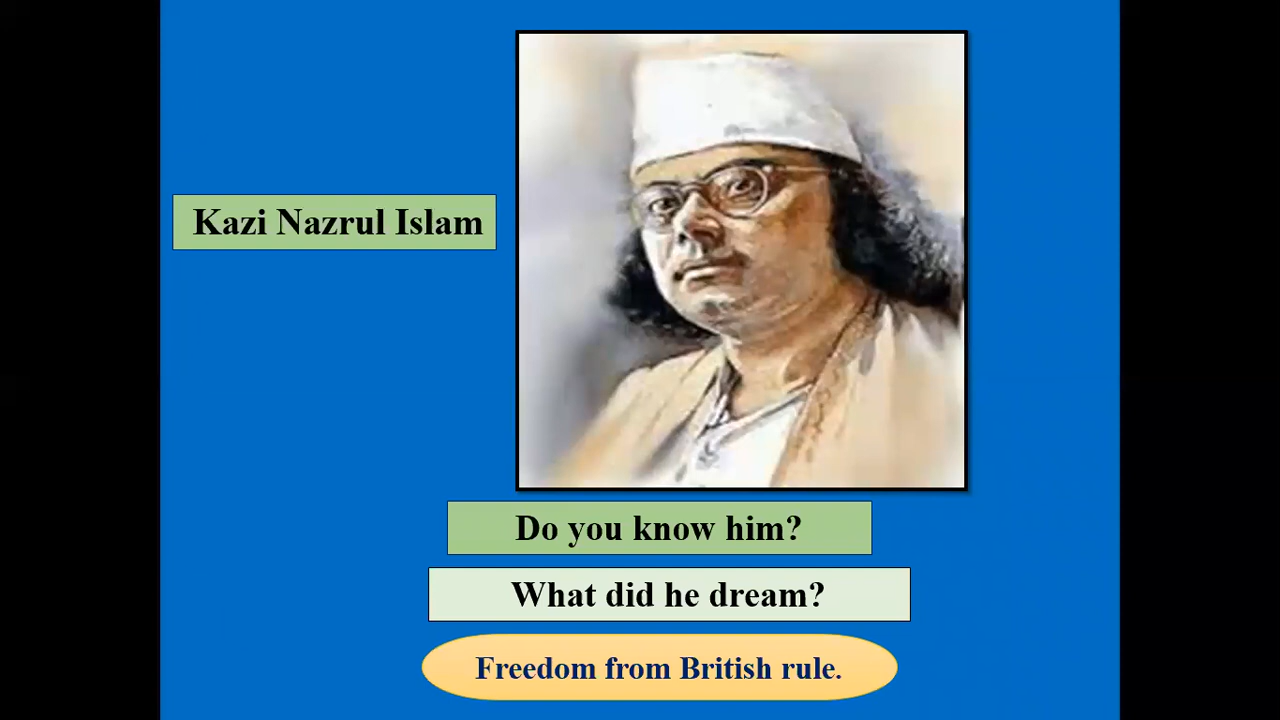 Kazi Nazrul Islam
Do you know him?
What did he dream?
Freedom from British rule.